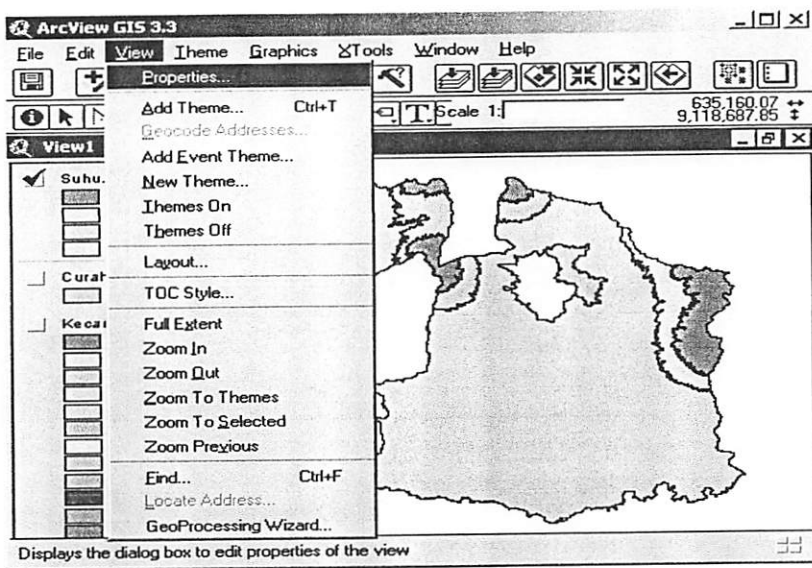 ArcView GIS 3.3
File Edit View Theme Graphics XTools Window Help
Properties...
Add Theme... Ctrl+T
Geocode Addresses...
Add Event Theme...
New Theme...
Themes On
Themes Off
Layout...
TOC Style...
Full Extent
Zoom In
Zoom Out
Zoom To Themes
Zoom To Selected
Zoom Previous
Find... Ctrl+F
Locate Address...
GeoProcessing Wizard...
T
Scale 1:
635,160.07
9,118,687.85
View1
Suhu.
Curah
Kecar
Displays the dialog box to edit properties of the view